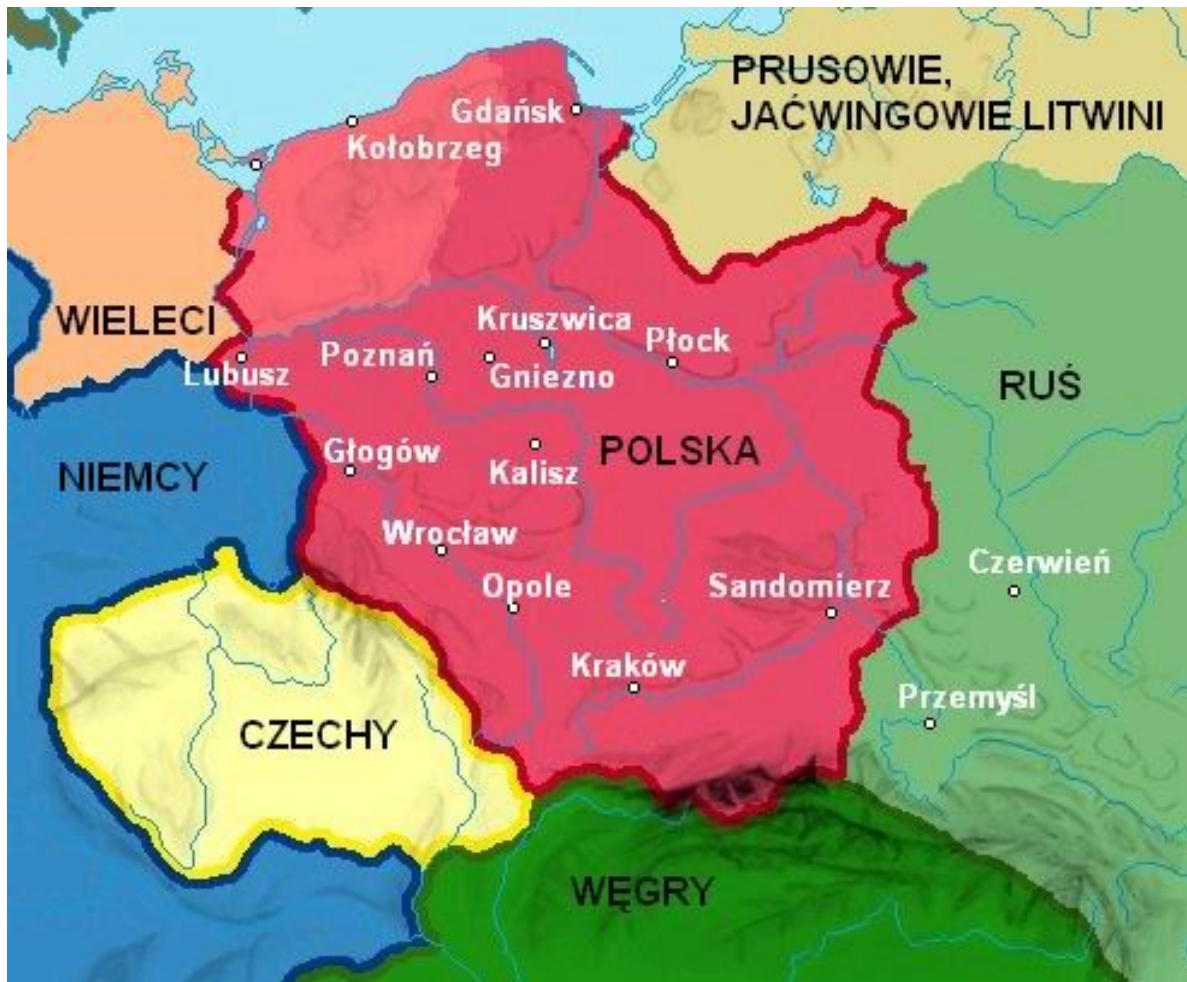 PRUSOWIE,
JAĆWINGOWIE LITWINI
Gdańsk
Kołobrzeg
WIELECI
Kruszwica
Płock
Poznań
Gniezno
Lubusz
RUŚ
Głogów
Kalisz
POLSKA
NIEMCY
Wrocław
Czerwień
Opole
Sandomierz
Kraków
Przemyśl
CZECHY
WĘGRY